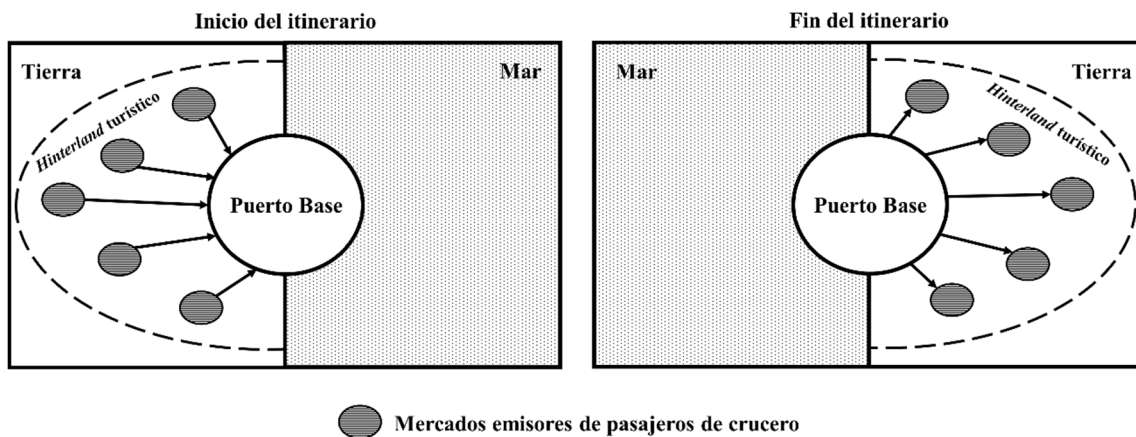 Inicio del itinerario
Tierra
Mar
Hinterland turístico
Puerto Base
Fin del itinerario
Mar
Tierra
Hinterland turístico
Puerto Base
Mercados emisores de pasajeros de crucero